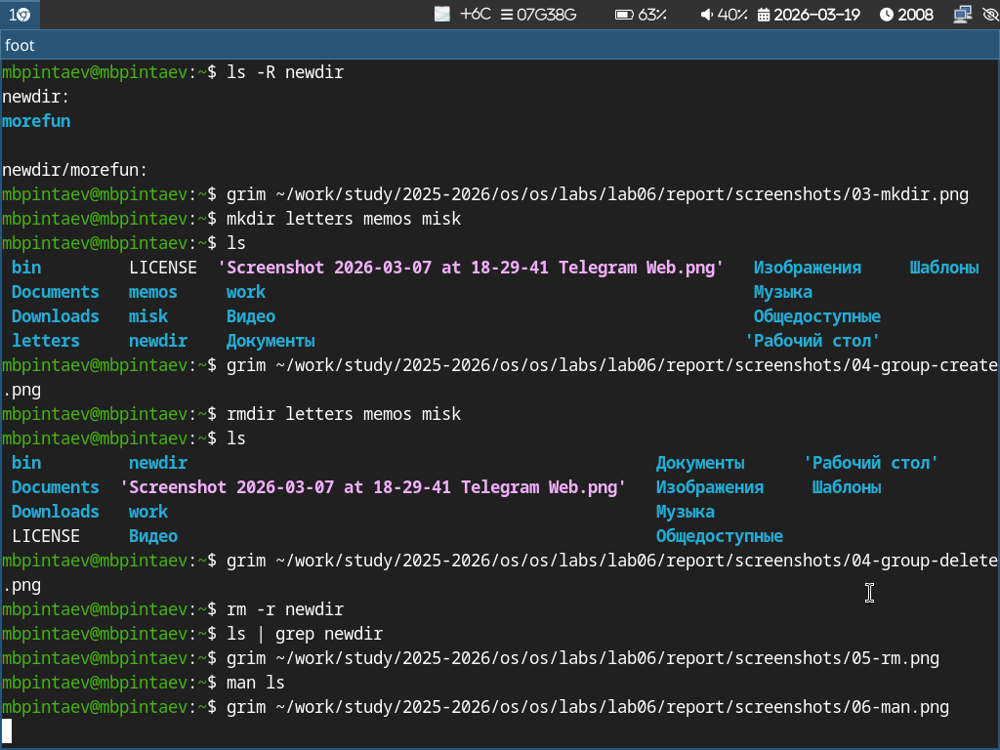 1 +6C 07G38G 63% 40% 2026-03-19 2008
foot
mbpintaev@mbpintaev:~$ ls -R newdir
newdir:
morefun
newdir/morefun:
mbpintaev@mbpintaev:~$ grim ~/work/study/2025-2026/os/os/labs/lab06/report/screenshots/03-mkdir.png
mbpintaev@mbpintaev:~$ mkdir letters memos misk
mbpintaev@mbpintaev:~$ ls
bin LICENSE 'Screenshot 2026-03-07 at 18-29-41 Telegram Web.png' Изображения Шаблоны
Documents memos work Музыка
Downloads misk Видео Общедоступные
letters newdir Документы 'Рабочий стол'
mbpintaev@mbpintaev:~$ grim ~/work/study/2025-2026/os/os/labs/lab06/report/screenshots/04-group-create
.png
mbpintaev@mbpintaev:~$ rmdir letters memos misk
mbpintaev@mbpintaev:~$ ls
bin newdir Документы 'Рабочий стол'
Documents 'Screenshot 2026-03-07 at 18-29-41 Telegram Web.png' Изображения Шаблоны
Downloads work Музыка
LICENSE Видео Общедоступные
mbpintaev@mbpintaev:~$ grim ~/work/study/2025-2026/os/os/labs/lab06/report/screenshots/04-group-delete
.png
mbpintaev@mbpintaev:~$ rm -r newdir
mbpintaev@mbpintaev:~$ ls | grep newdir
mbpintaev@mbpintaev:~$ grim ~/work/study/2025-2026/os/os/labs/lab06/report/screenshots/05-rm.png
mbpintaev@mbpintaev:~$ man ls
mbpintaev@mbpintaev:~$ grim ~/work/study/2025-2026/os/os/labs/lab06/report/screenshots/06-man.png